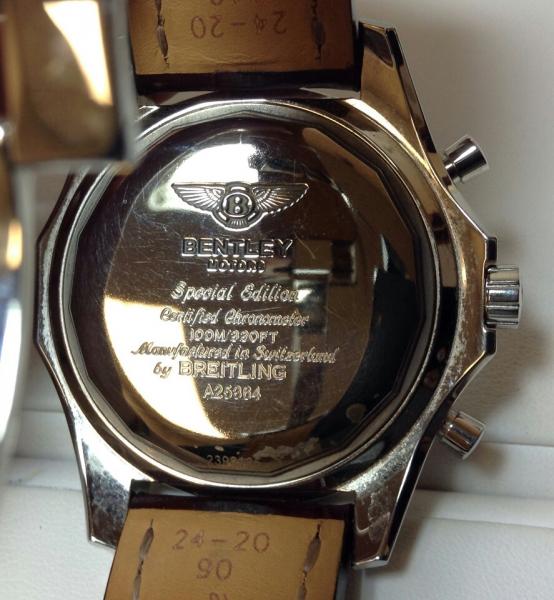 24-20
B
BENTLEY
MOTORS
Special Edition
Certified Chronometer
100M/330FT
Manufactured in Switzerland
by BREITLING
A25364
24-20
90